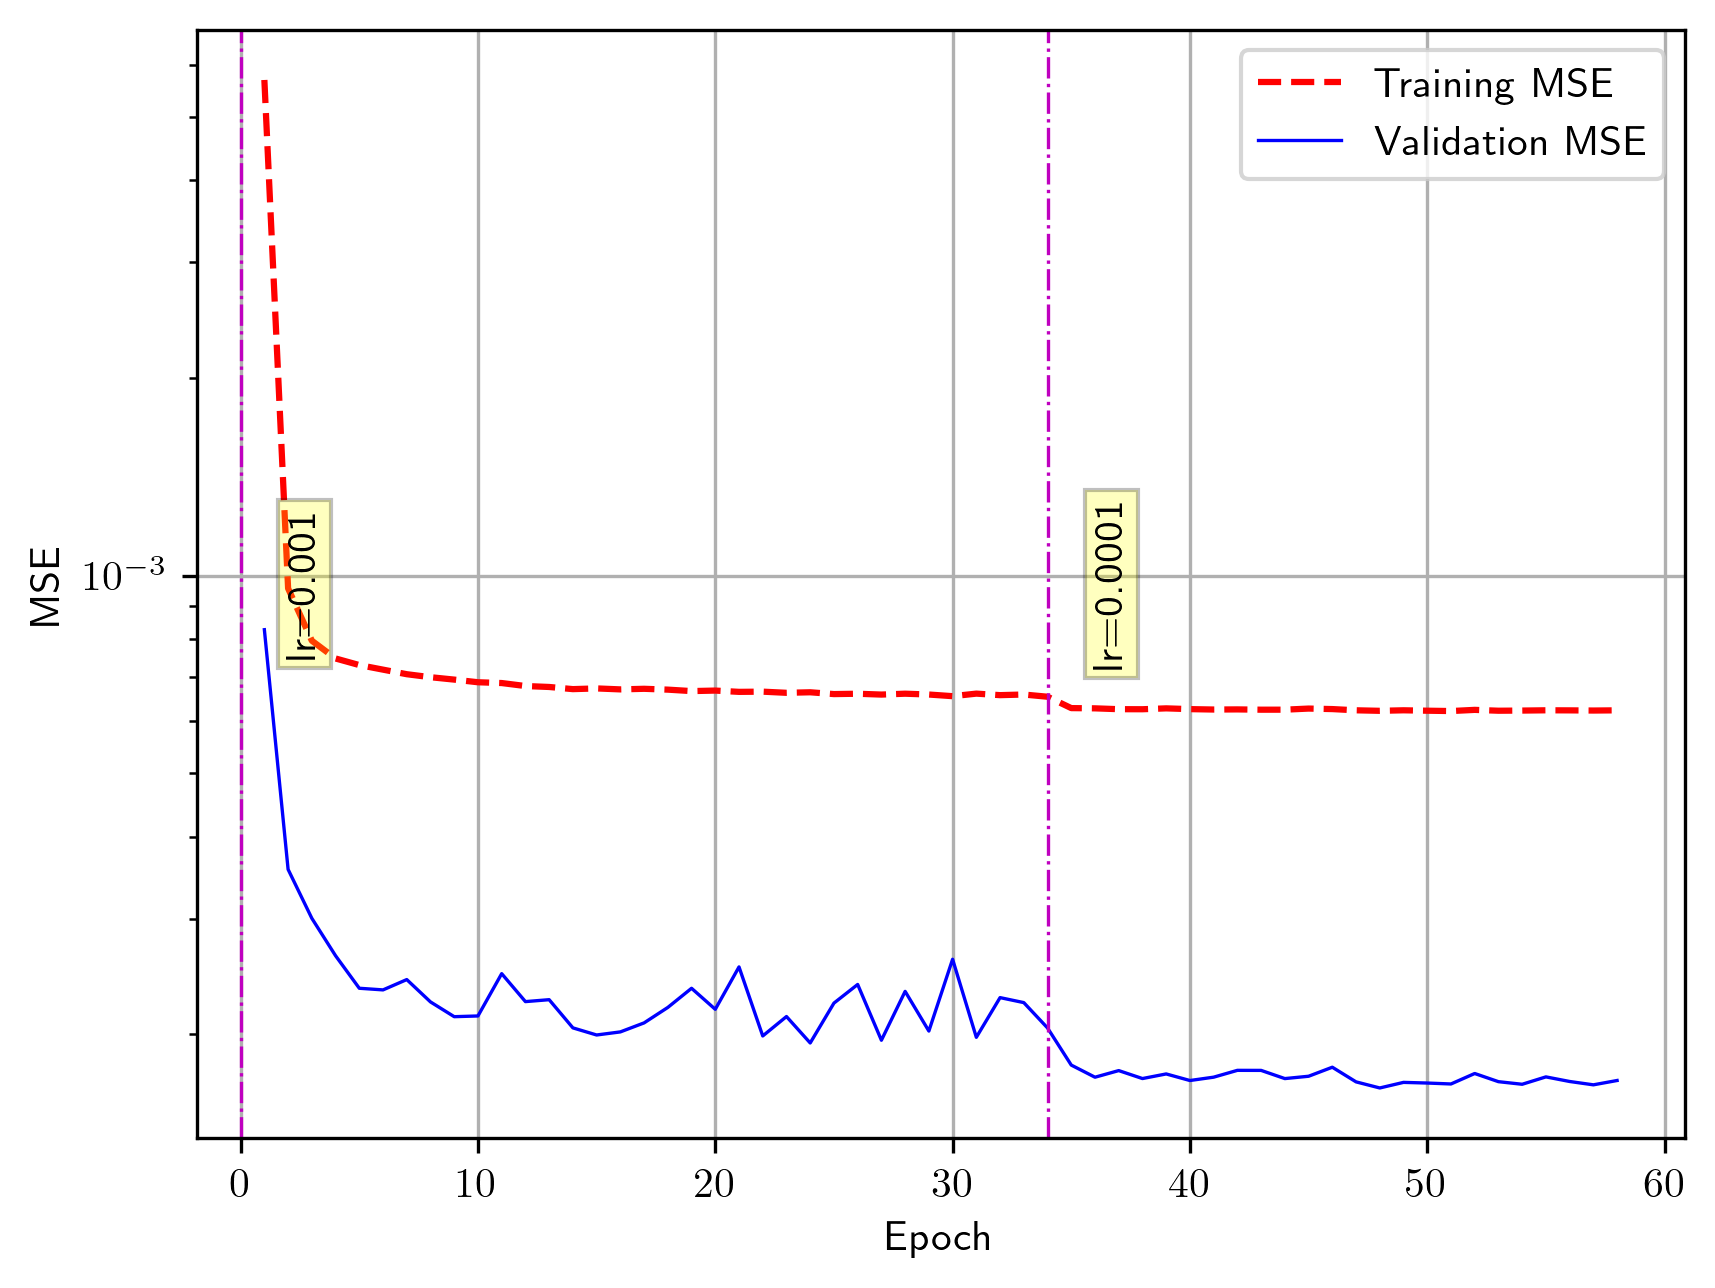 Training MSE
Validation MSE
lr=0.001
lr=0.0001
MSE
10⁻³
0 10 20 30 40 50 60
Epoch